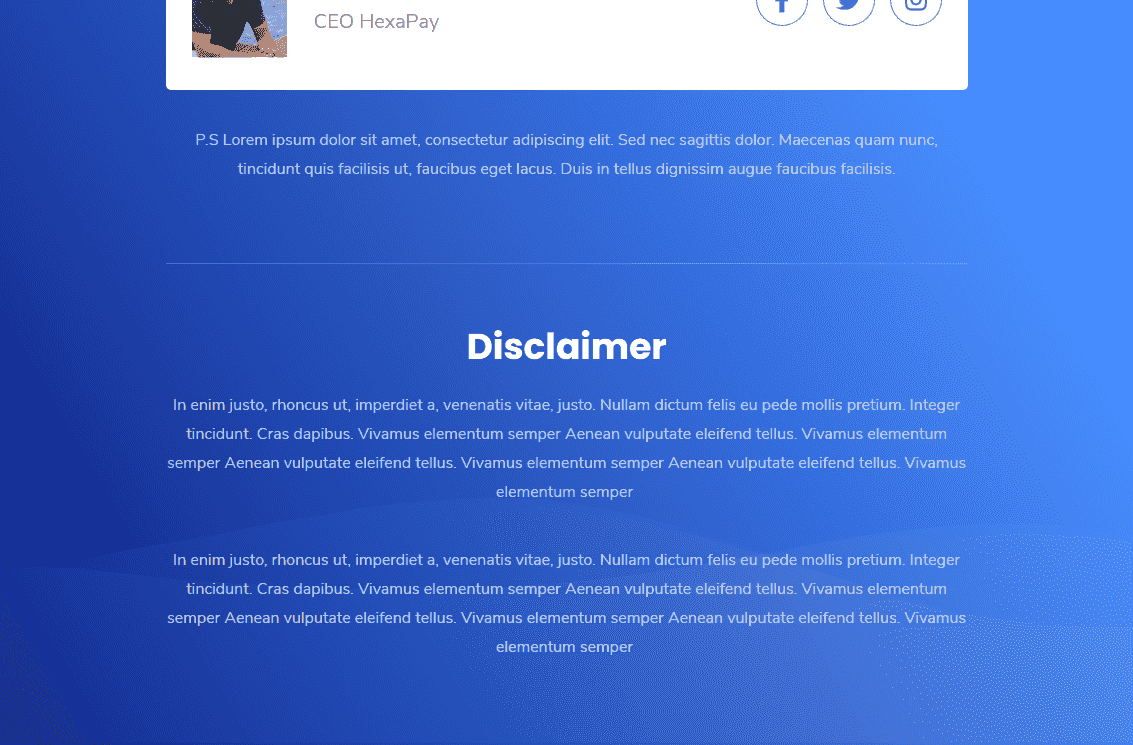 CEO HexaPay
P.S Lorem ipsum dolor sit amet, consectetur adipiscing elit. Sed nec sagittis dolor. Maecenas quam nunc,
tincidunt quis facilisis ut, faucibus eget lacus. Duis in tellus dignissim augue faucibus facilisis.
Disclaimer
In enim justo, rhoncus ut, imperdiet a, venenatis vitae, justo. Nullam dictum felis eu pede mollis pretium. Integer
tincidunt. Cras dapibus. Vivamus elementum semper Aenean vulputate eleifend tellus. Vivamus elementum
semper Aenean vulputate eleifend tellus. Vivamus elementum semper Aenean vulputate eleifend tellus. Vivamus
elementum semper
In enim justo, rhoncus ut, imperdiet a, venenatis vitae, justo. Nullam dictum felis eu pede mollis pretium. Integer
tincidunt. Cras dapibus. Vivamus elementum semper Aenean vulputate eleifend tellus. Vivamus elementum
semper Aenean vulputate eleifend tellus. Vivamus elementum semper Aenean vulputate eleifend tellus. Vivamus
elementum semper